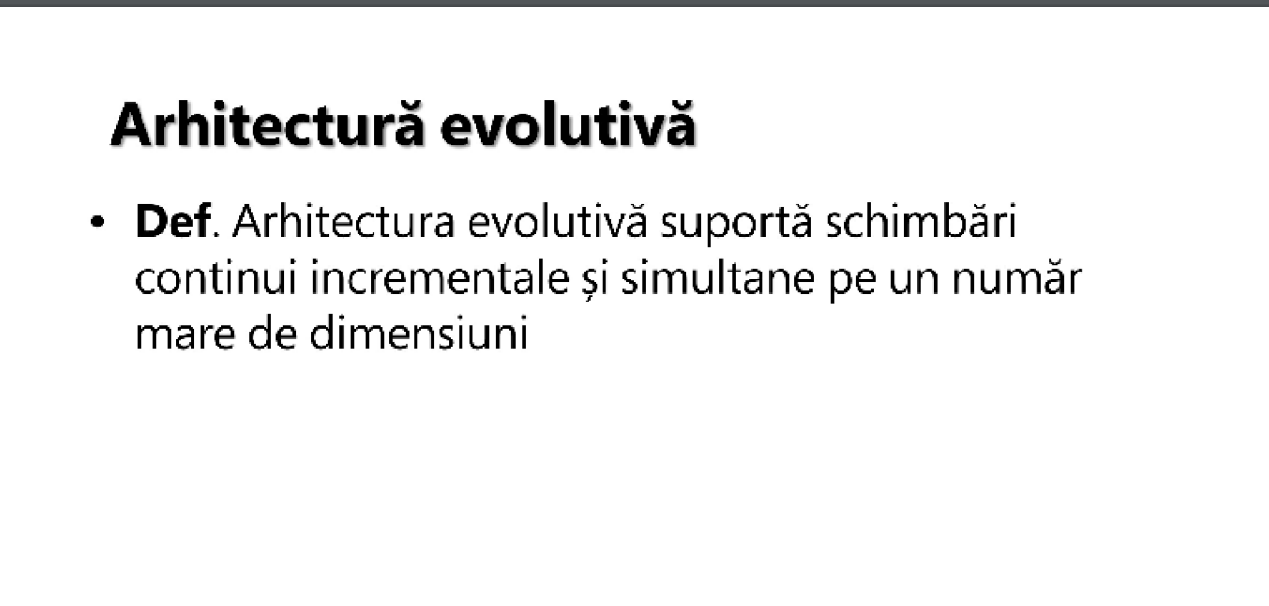 Arhitectură evolutivă
• Def. Arhitectura evolutivă suportă schimbări
continui incrementale și simultane pe un număr
mare de dimensiuni